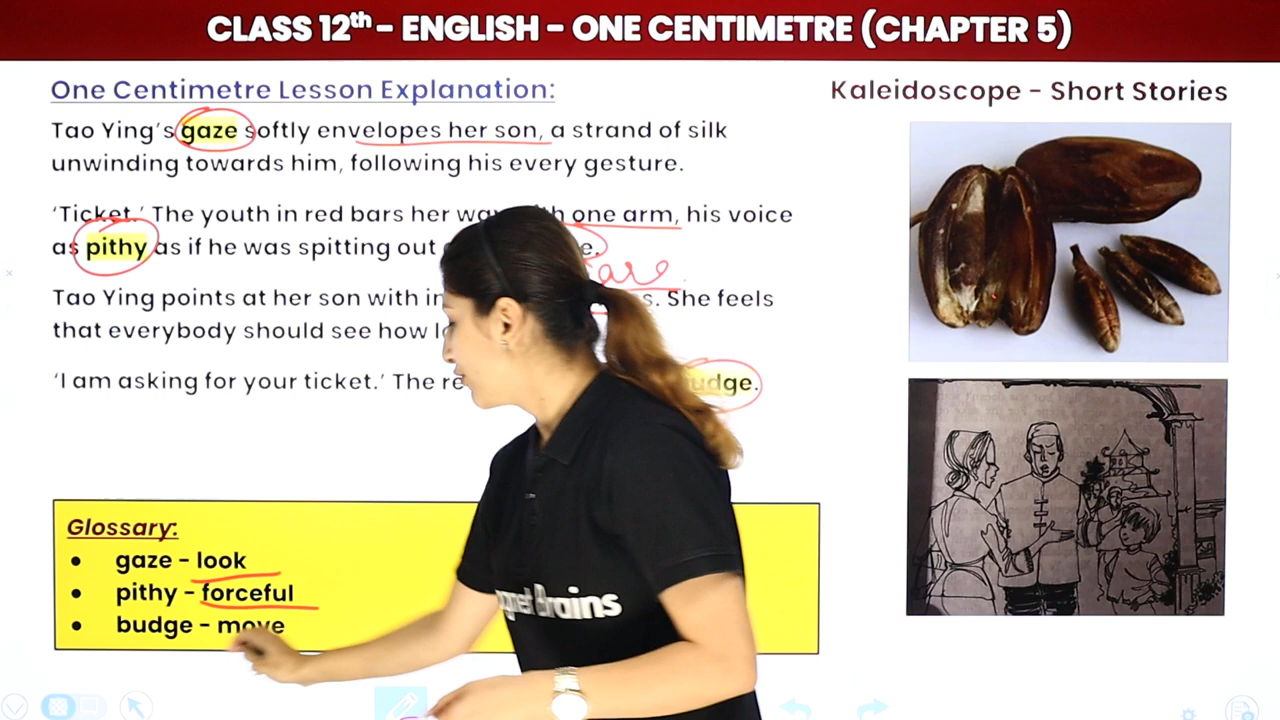 CLASS 12th - ENGLISH - ONE CENTIMETRE (CHAPTER 5)
One Centimetre Lesson Explanation:
Kaleidoscope - Short Stories
Tao Ying's gaze softly envelopes her son, a strand of silk
unwinding towards him, following his every gesture.
'Ticket.' The youth in red bars her way one arm, his voice
as pithy as if he was spitting out
Tao Ying points at her son with She feels
that everybody should see how
'I am asking for your ticket.' The
Glossary:
• gaze - look
• pithy - forceful
• budge - move
Brains